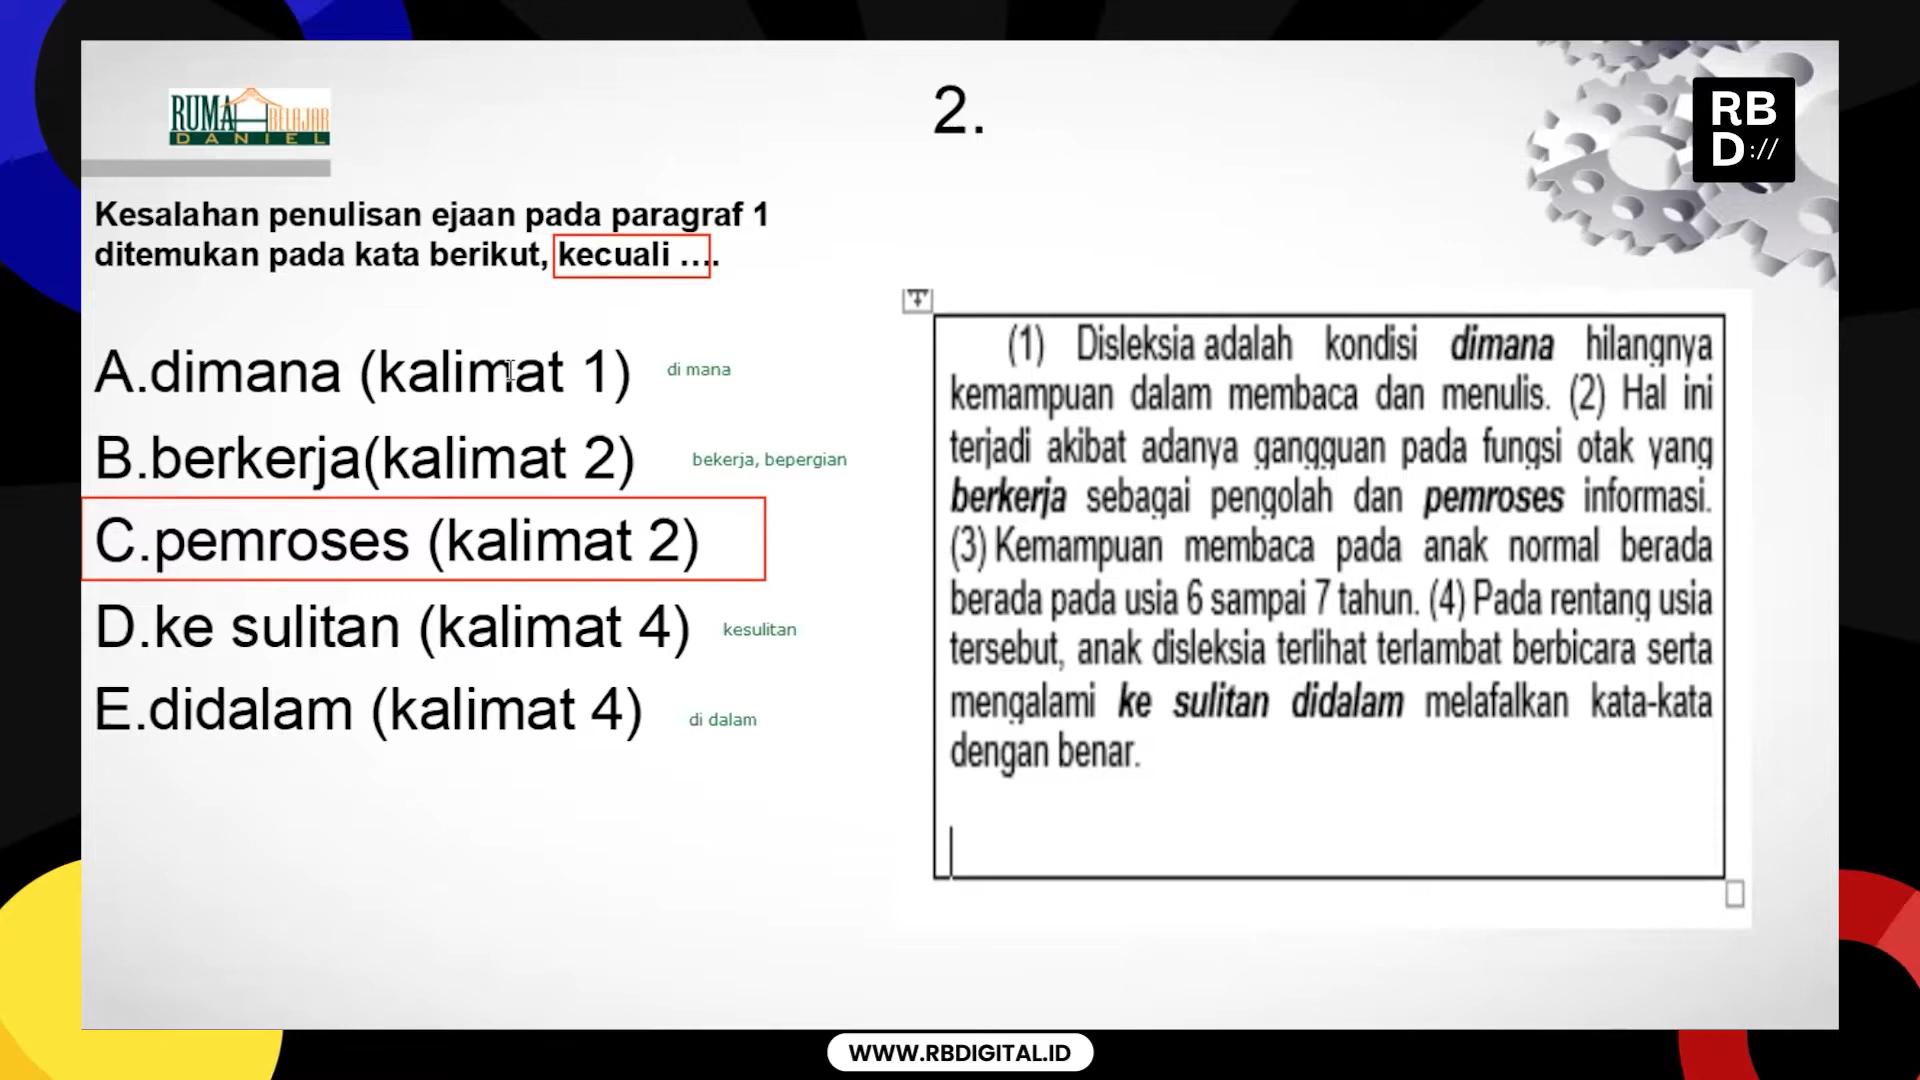 RUMA BELAJAR
DANIEL
2.
RB
D://
Kesalahan penulisan ejaan pada paragraf 1
ditemukan pada kata berikut, kecuali ....
A.dimana (kalimat 1) di mana
B.berkerja(kalimat 2) bekerja, bepergian
C.pemroses (kalimat 2)
D.ke sulitan (kalimat 4) kesulitan
E.didalam (kalimat 4) di dalam
(1) Disleksia adalah kondisi dimana hilangnya
kemampuan dalam membaca dan menulis. (2) Hal ini
terjadi akibat adanya gangguan pada fungsi otak yang
berkerja sebagai pengolah dan pemroses informasi.
(3) Kemampuan membaca pada anak normal berada
berada pada usia 6 sampai 7 tahun. (4) Pada rentang usia
tersebut, anak disleksia terlihat terlambat berbicara serta
mengalami ke sulitan didalam melafalkan kata-kata
dengan benar.
WWW.RBDIGITAL.ID